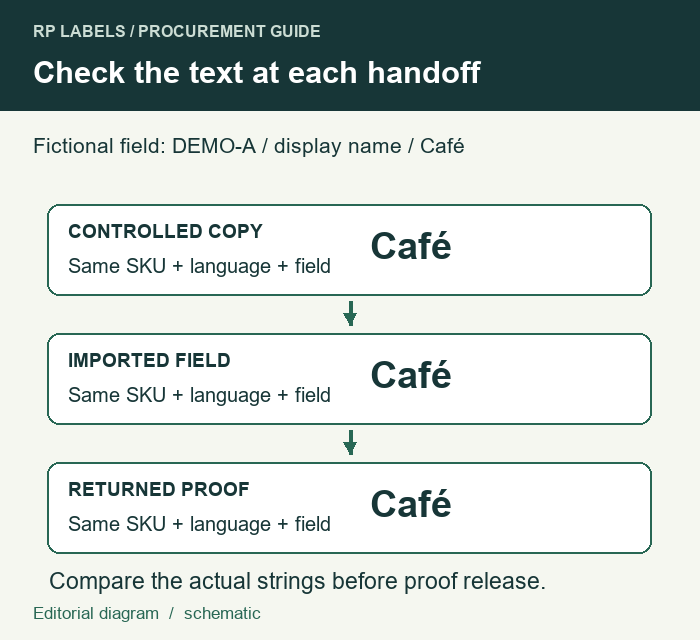 RP LABELS / PROCUREMENT GUIDE
Check the text at each handoff
Fictional field: DEMO-A / display name / Café
CONTROLLED COPY
Same SKU + language + field
Café
IMPORTED FIELD
Same SKU + language + field
Café
RETURNED PROOF
Same SKU + language + field
Café
Compare the actual strings before proof release.
Editorial diagram / schematic